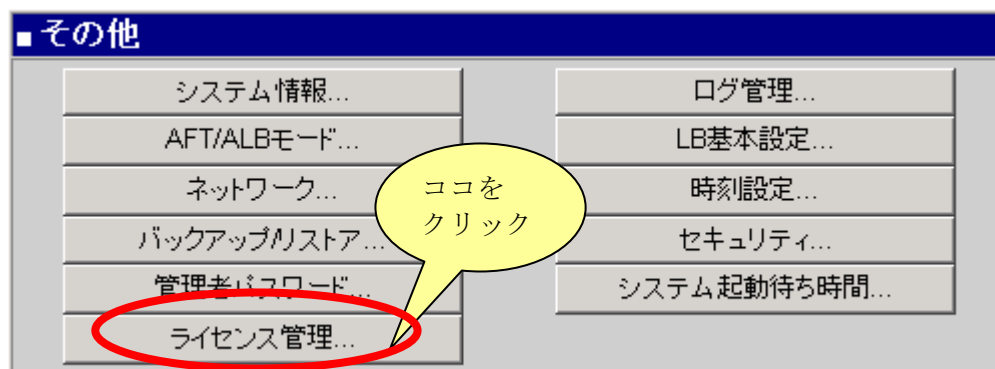 ■その他
システム情報...
ログ管理...
AFT/ALBモード...
LB基本設定...
ネットワーク...
時刻設定...
バックアップ/リストア...
セキュリティ...
管理者パスワード...
システム起動待ち時間...
ライセンス管理...
ココを
クリック